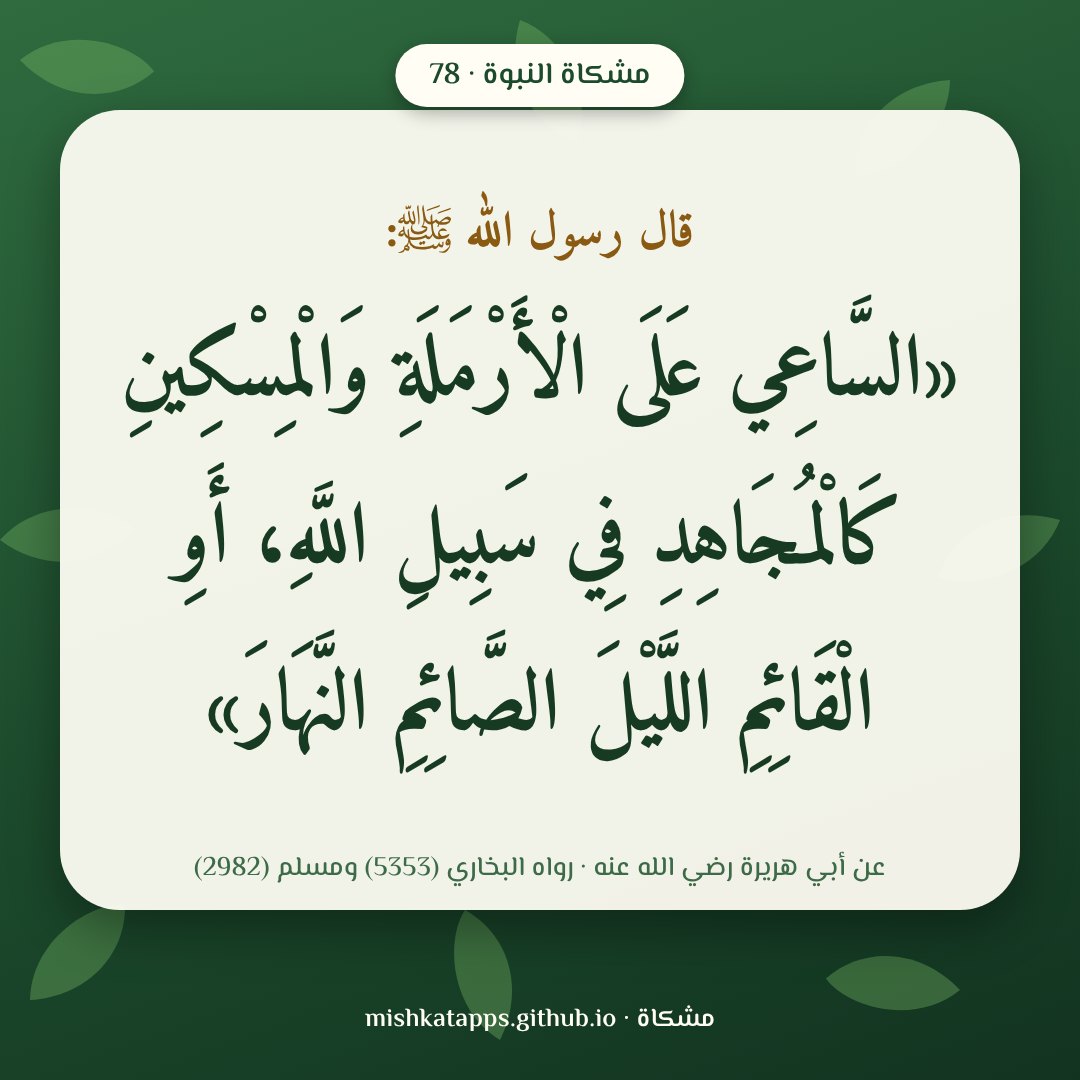 مشكاة النبوة · 78
قال رسول الله ﷺ:
«السَّاعِي عَلَى الْأَرْمَلَةِ وَالْمِسْكِينِ
كَالْمُجَاهِدِ فِي سَبِيلِ اللَّهِ، أَوِ
الْقَائِمِ اللَّيْلَ الصَّائِمِ النَّهَارَ»
عن أبي هريرة رضي الله عنه · رواه البخاري (5353) ومسلم (2982)
مشكاة · mishkatapps.github.io